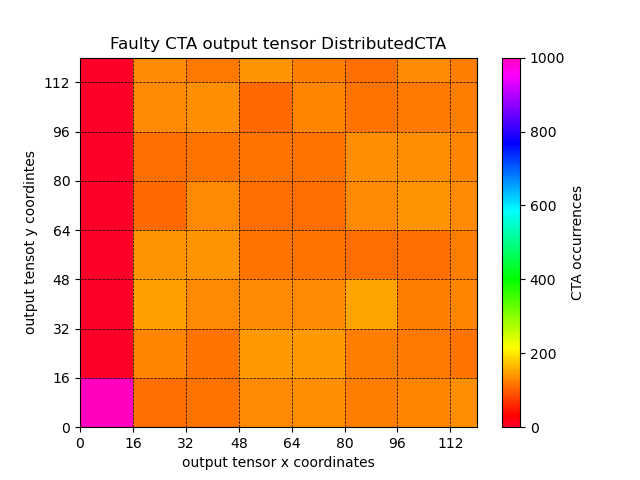 Faulty CTA output tensor DistributedCTA
112
96
80
64
48
32
16
0
output tensot y coordintes
0 16 32 48 64 80 96 112
output tensor x coordinates
1000
800
600
400
200
0
CTA occurrences